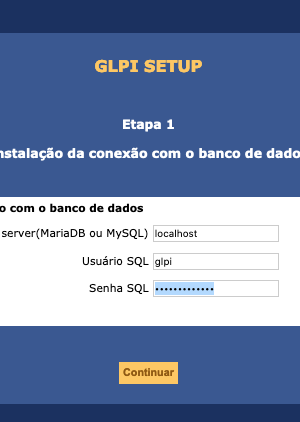 GLPI SETUP
Etapa 1
nstalação da conexão com o banco de dado
o com o banco de dados
server(MariaDB ou MySQL) localhost
Usuário SQL glpi
Senha SQL •••••••••••••
Continuar